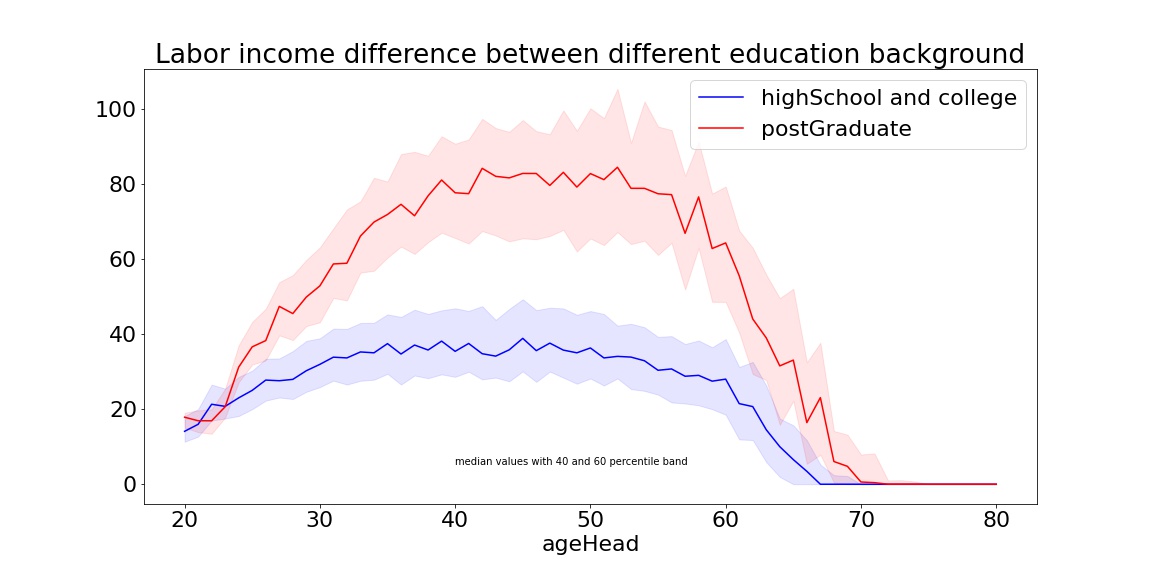 Labor income difference between different education background
highSchool and college
postGraduate
100
80
60
40
20
0
median values with 40 and 60 percentile band
20 30 40 50 60 70 80
ageHead